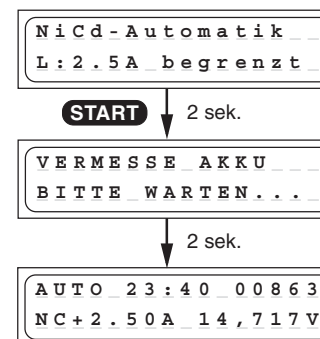 NiCd-Automatik
L:2.5A begrenzt
START 2 sek.
VERMESSE AKKU
BITTE WARTEN...
2 sek.
AUTO 23:40 00863
NC+2.50A 14,717V